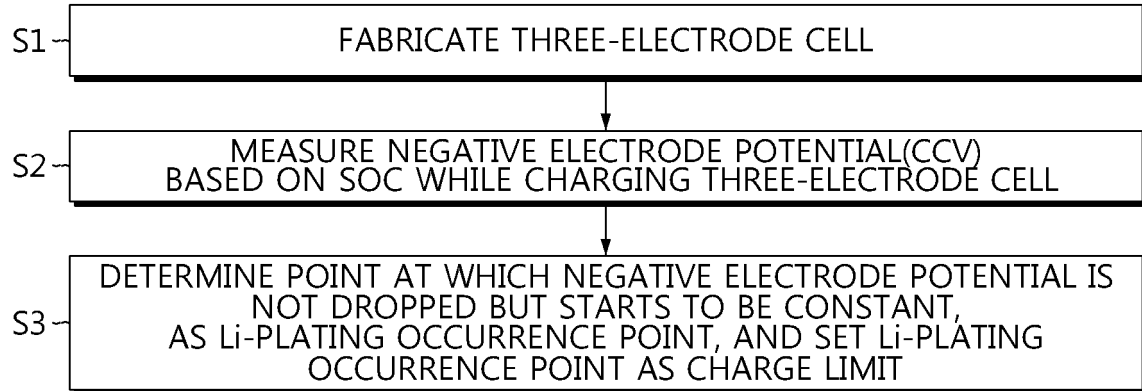 S1
FABRICATE THREE-ELECTRODE CELL
S2
MEASURE NEGATIVE ELECTRODE POTENTIAL(CCV)
BASED ON SOC WHILE CHARGING THREE-ELECTRODE CELL
S3
DETERMINE POINT AT WHICH NEGATIVE ELECTRODE POTENTIAL IS
NOT DROPPED BUT STARTS TO BE CONSTANT,
AS Li-PLATING OCCURRENCE POINT, AND SET Li-PLATING
OCCURRENCE POINT AS CHARGE LIMIT